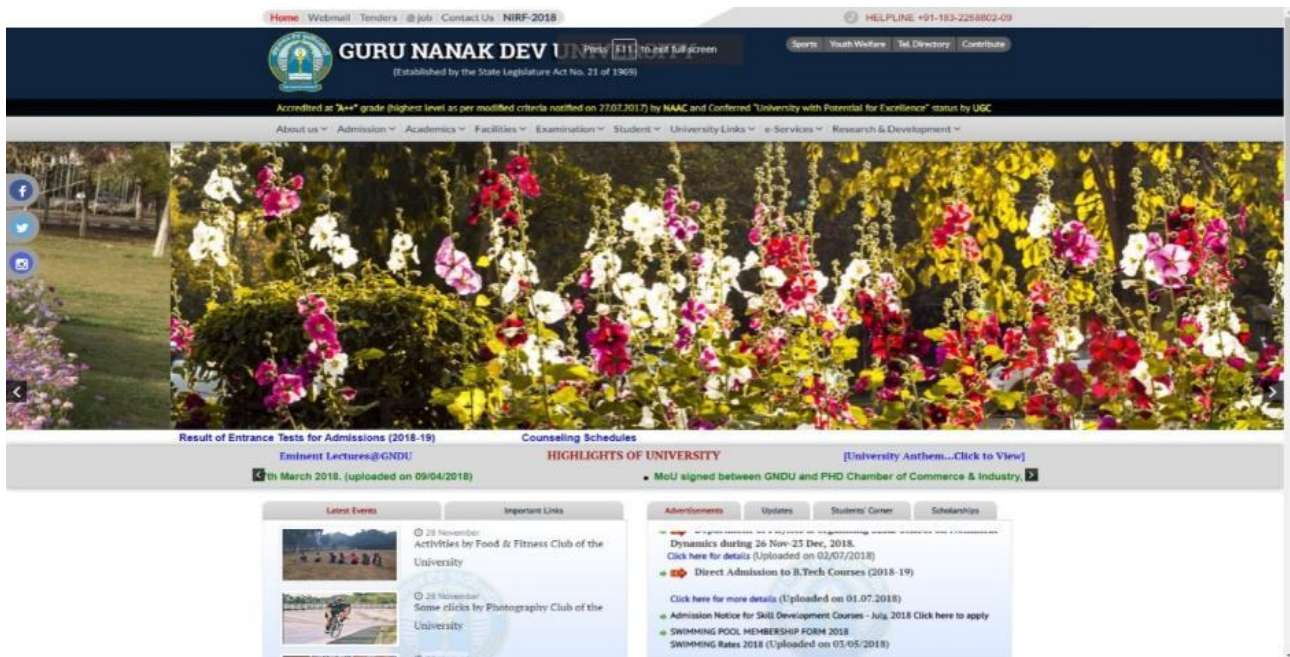 Home Webmail Tenders @job Contact Us NIRF-2018
HELPLINE +91-183-2258802-09
GURU NANAK DEV UNIVERSITY
Press F11 to exit full screen
(Established by the State Legislature Act No. 21 of 1969)
Sports Youth Welfare Tel. Directory Contribute
Accredited at "A++" grade (highest level as per modified criteria notified on 27.07.2017) by NAAC and Conferred "University with Potential for Excellence" status by UGC
About us Admission Academics Facilities Examination Student University Links e-Services Research & Development
Result of Entrance Tests for Admissions (2018-19) Counseling Schedules
Eminent Lectures@GNDU HIGHLIGHTS OF UNIVERSITY [University Anthem...Click to View]
7th March 2018. (uploaded on 09/04/2018) • MoU signed between GNDU and PHD Chamber of Commerce & Industry,
Latest Events Important Links
28 November
Activities by Food & Fitness Club of the
University
28 November
Some clicks by Photography Club of the
University
Advertisements Updates Students' Corner Scholarships
Dynamics during 26 Nov-23 Dec, 2018.
Click here for details (Uploaded on 02/07/2018)
Direct Admission to B.Tech Courses (2018-19)
Click here for more details (Uploaded on 01.07.2018)
Admission Notice for Skill Development Courses - July, 2018 Click here to apply
SWIMMING POOL MEMBERSHIP FORM 2018
SWIMMING Rates 2018 (Uploaded on 03/05/2018)